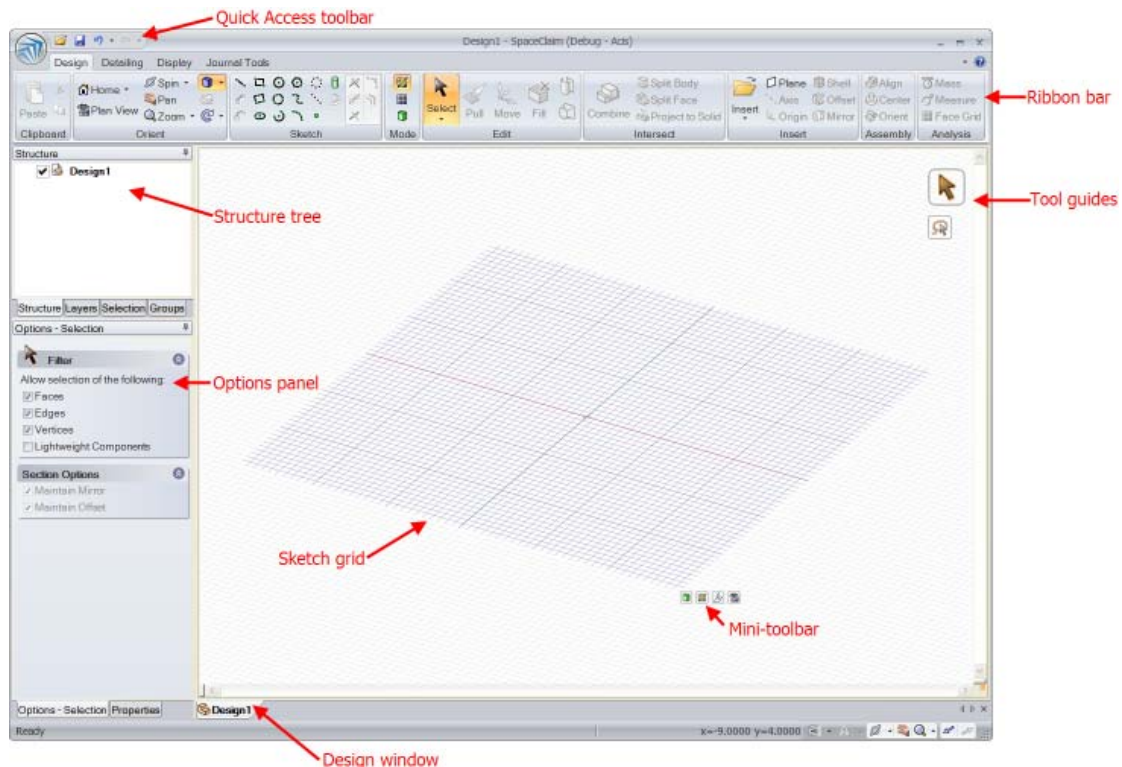 Quick Access toolbar
Design1 - SpaceClaim (Debug - Acis)
Design Detailing Display Journal Tools
Home Spin Split Body Plane Shell Align Mass
Plan View Pan Split Face Axis Offset Center Measure
Paste Zoom Select Pull Move Fill Combine Project to Solid Insert Origin Mirror Orient Face Grid
Clipboard Orient Sketch Mode Edit Intersect Insert Assembly Analysis
Ribbon bar
Structure
Design1
Structure tree
Tool guides
Structure Layers Selection Groups
Options - Selection
Filter
Allow selection of the following:
Faces
Edges
Vertices
Lightweight Components
Options panel
Section Options
Maintain Mirror
Maintain Offset
Sketch grid
Mini-toolbar
Options - Selection Properties
Design1
Ready
x=-9.0000 y=4.0000
Design window